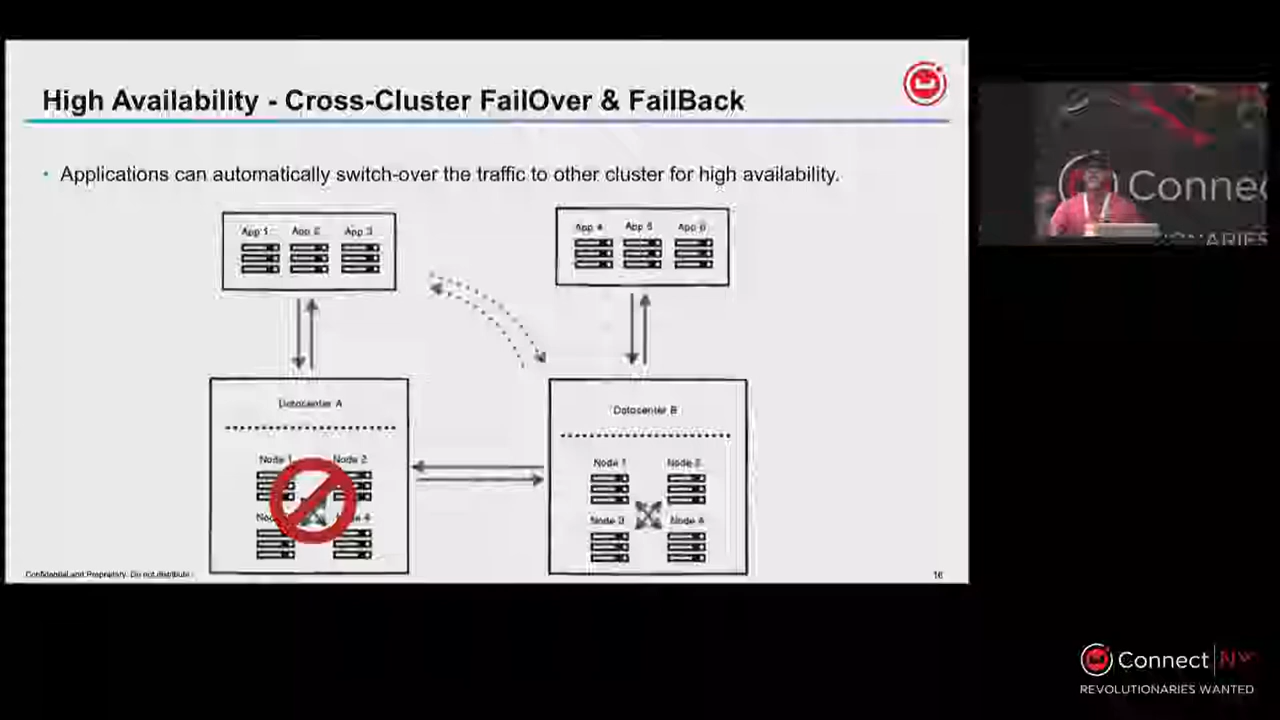 High Availability - Cross-Cluster FailOver & FailBack
• Applications can automatically switch-over the traffic to other cluster for high availability.
App 1 App 2 App 3
App 4 App 5 App 6
Datacenter A
Node 1 Node 2
Node 4
Datacenter B
Node 1 Node 2
Node 3 Node 4
Confidential and Proprietary. Do not distribute
16
Connec
IONARIES
Connect
REVOLUTIONARIES WANTED